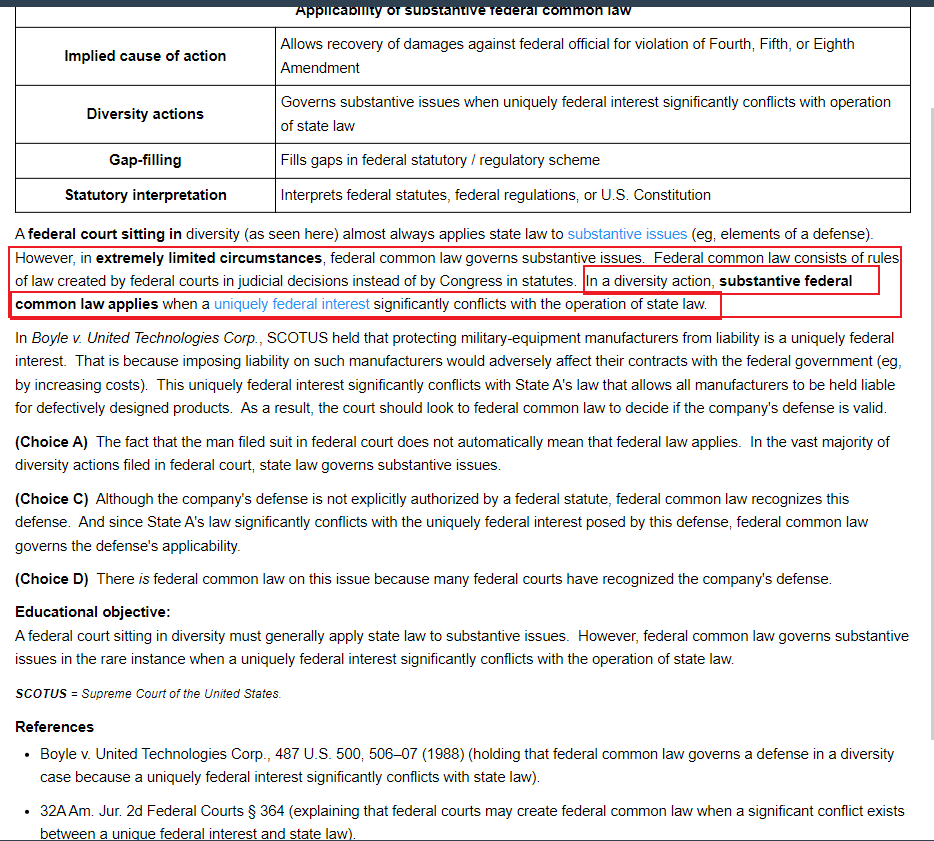 Applicability of substantive federal common law
Implied cause of action
Allows recovery of damages against federal official for violation of Fourth, Fifth, or Eighth
Amendment
Diversity actions
Governs substantive issues when uniquely federal interest significantly conflicts with operation
of state law
Gap-filling
Fills gaps in federal statutory / regulatory scheme
Statutory interpretation
Interprets federal statutes, federal regulations, or U.S. Constitution
A federal court sitting in diversity (as seen here) almost always applies state law to substantive issues (eg, elements of a defense).
However, in extremely limited circumstances, federal common law governs substantive issues. Federal common law consists of rules
of law created by federal courts in judicial decisions instead of by Congress in statutes. In a diversity action, substantive federal
common law applies when a uniquely federal interest significantly conflicts with the operation of state law.
In Boyle v. United Technologies Corp., SCOTUS held that protecting military-equipment manufacturers from liability is a uniquely federal
interest. That is because imposing liability on such manufacturers would adversely affect their contracts with the federal government (eg,
by increasing costs). This uniquely federal interest significantly conflicts with State A's law that allows all manufacturers to be held liable
for defectively designed products. As a result, the court should look to federal common law to decide if the company's defense is valid.
(Choice A) The fact that the man filed suit in federal court does not automatically mean that federal law applies. In the vast majority of
diversity actions filed in federal court, state law governs substantive issues.
(Choice C) Although the company's defense is not explicitly authorized by a federal statute, federal common law recognizes this
defense. And since State A's law significantly conflicts with the uniquely federal interest posed by this defense, federal common law
governs the defense's applicability.
(Choice D) There is federal common law on this issue because many federal courts have recognized the company's defense.
Educational objective:
A federal court sitting in diversity must generally apply state law to substantive issues. However, federal common law governs substantive
issues in the rare instance when a uniquely federal interest significantly conflicts with the operation of state law.
SCOTUS = Supreme Court of the United States.
References
• Boyle v. United Technologies Corp., 487 U.S. 500, 506–07 (1988) (holding that federal common law governs a defense in a diversity
case because a uniquely federal interest significantly conflicts with state law).
• 32A Am. Jur. 2d Federal Courts § 364 (explaining that federal courts may create federal common law when a significant conflict exists
between a unique federal interest and state law).